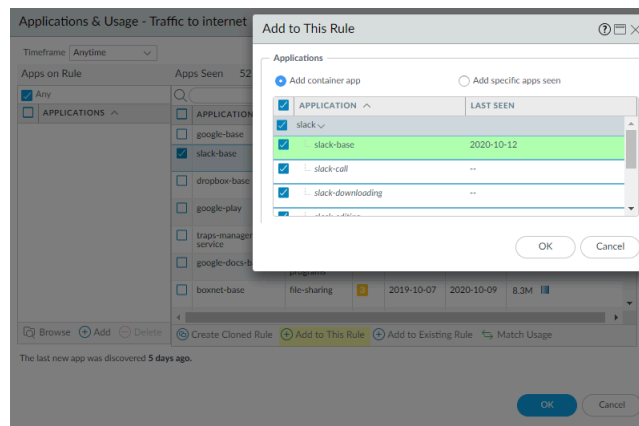 Applications & Usage - Traffic to internet
Timeframe Anytime
Apps on Rule
Apps Seen 52
Any
APPLICATIONS
APPLICATION
google-base
slack-base
dropbox-base
google-play
traps-manager
service
google-docs-b
programs
boxnet-base file-sharing 3 2019-10-07 2020-10-09 8.3M
Browse Add Delete
Create Cloned Rule Add to This Rule Add to Existing Rule Match Usage
The last new app was discovered 5 days ago.
OK Cancel
Add to This Rule
Applications
Add container app Add specific apps seen
APPLICATION LAST SEEN
slack
slack-base 2020-10-12
slack-call --
slack-downloading --
slack-editing
OK Cancel